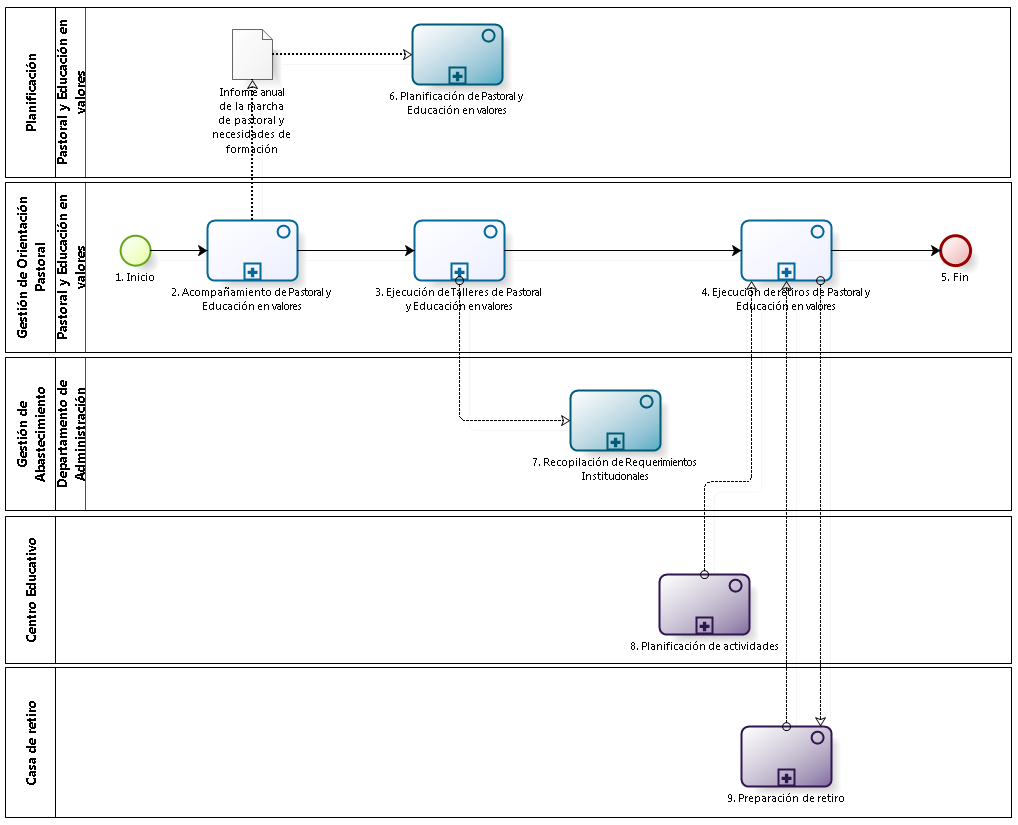 Planificación
Pastoral y Educación en
valores
Informe anual
de la marcha
de pastoral y
necesidades de
formación
6. Planificación de Pastoral y
Educación en valores
Gestión de Orientación
Pastoral
Pastoral y Educación en
valores
1. Inicio
2. Acompañamiento de Pastoral y
Educación en valores
3. Ejecución de Talleres de Pastoral
y Educación en valores
4. Ejecución de retiros de Pastoral y
Educación en valores
5. Fin
Gestión de
Abastecimiento
Departamento de
Administración
7. Recopilación de Requerimientos
Institucionales
Centro Educativo
8. Planificación de actividades
Casa de retiro
9. Preparación de retiro